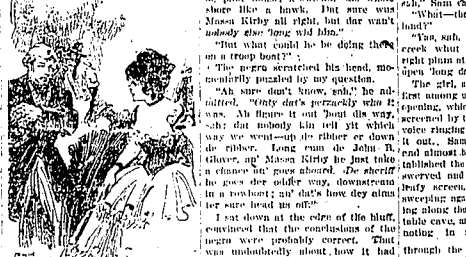 shore like a hawk. But sure was
Massa Kirby all right, but dar wan't
nobody else 'long wid him."
"But what could he be doing there
on a troop boat?"
The negro scratched his head, mo-
mentarily puzzled by my question.
"Ah sure don't know, sah," he ad-
mitted. "Only dat's perzackly who it
was. Ah figure it out 'bout dis way,
sah; dat nobody kin tell yit which
way we went—up de ribber or down
de ribber. Long cum de John B.
Glover, an' Massa Kirby he just take
a chance an' goes aboard. De sheriff
he goes der odder way, downstream
in a rowboat; an' dat's how dey aims
ter sure head us off."
I sat down at the edge of the bluff,
convinced that the conclusions of the
negro were probably correct. That
was undoubtedly about how it had
sah," Sam
"What—the
land?"
"Yas, sah,
creek what
right plum at
open 'long de
The girl, a
first among u
opening, whi
screened by t
voice ringing
it out. Sam
end almost b
tablished the
swerved and
leafy screen,
sweeping aga
ing along the
table cave, a
noting in
through the